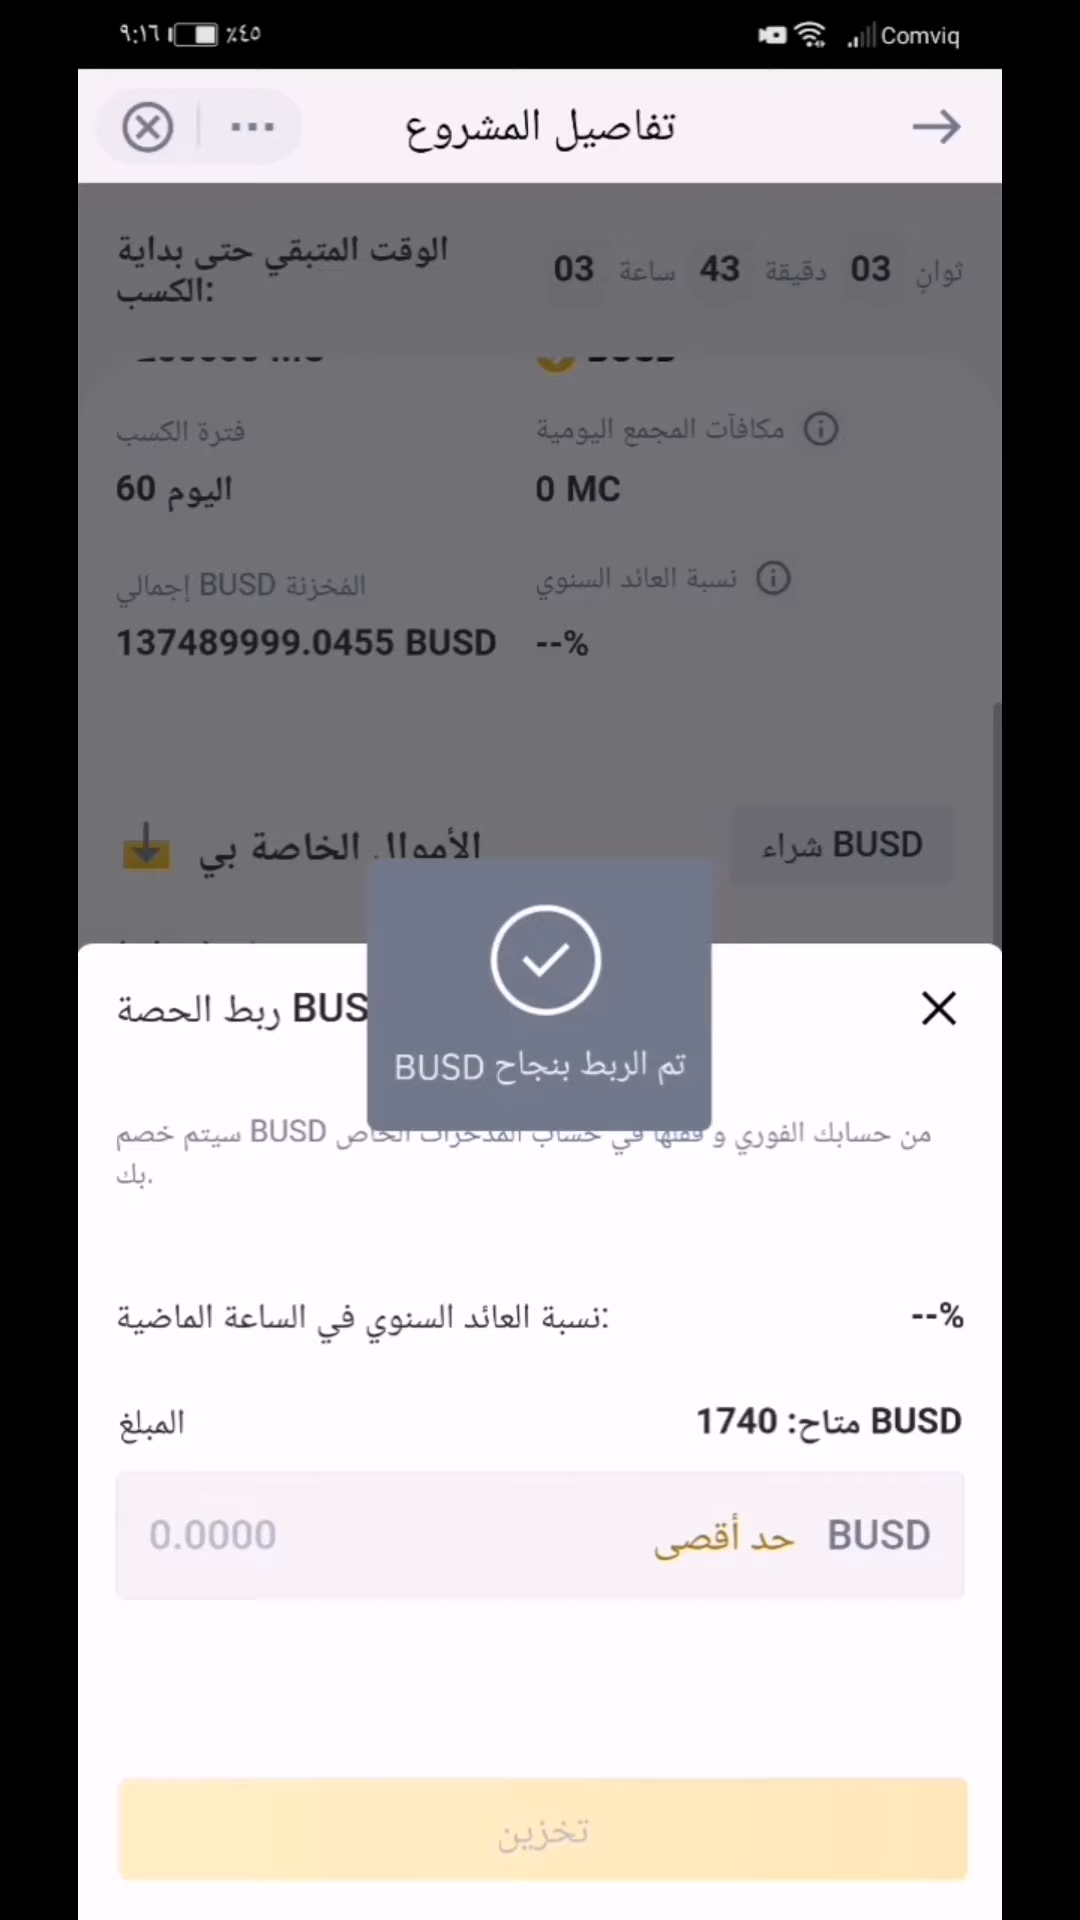 ٩:١٦ ٪٤٥ Comviq
تفاصيل المشروع
الوقت المتبقي حتى بداية
الكسب:
03 ساعة 43 دقيقة 03 ثوانٍ
BUSD
فترة الكسب
مكافآت المجمع اليومية
60 اليوم
0 MC
إجمالي BUSD المُخزنة
نسبة العائد السنوي
137489999.0455 BUSD
--%
الأموال الخاصة بي
شراء BUSD
ربط الحصة BUS
تم الربط بنجاح BUSD
سيتم خصم BUSD من حسابك الفوري و في حساب المدخرات الخاص
بك.
نسبة العائد السنوي في الساعة الماضية:
--%
المبلغ
1740 متاح: BUSD
0.0000
حد أقصى BUSD
تخزين